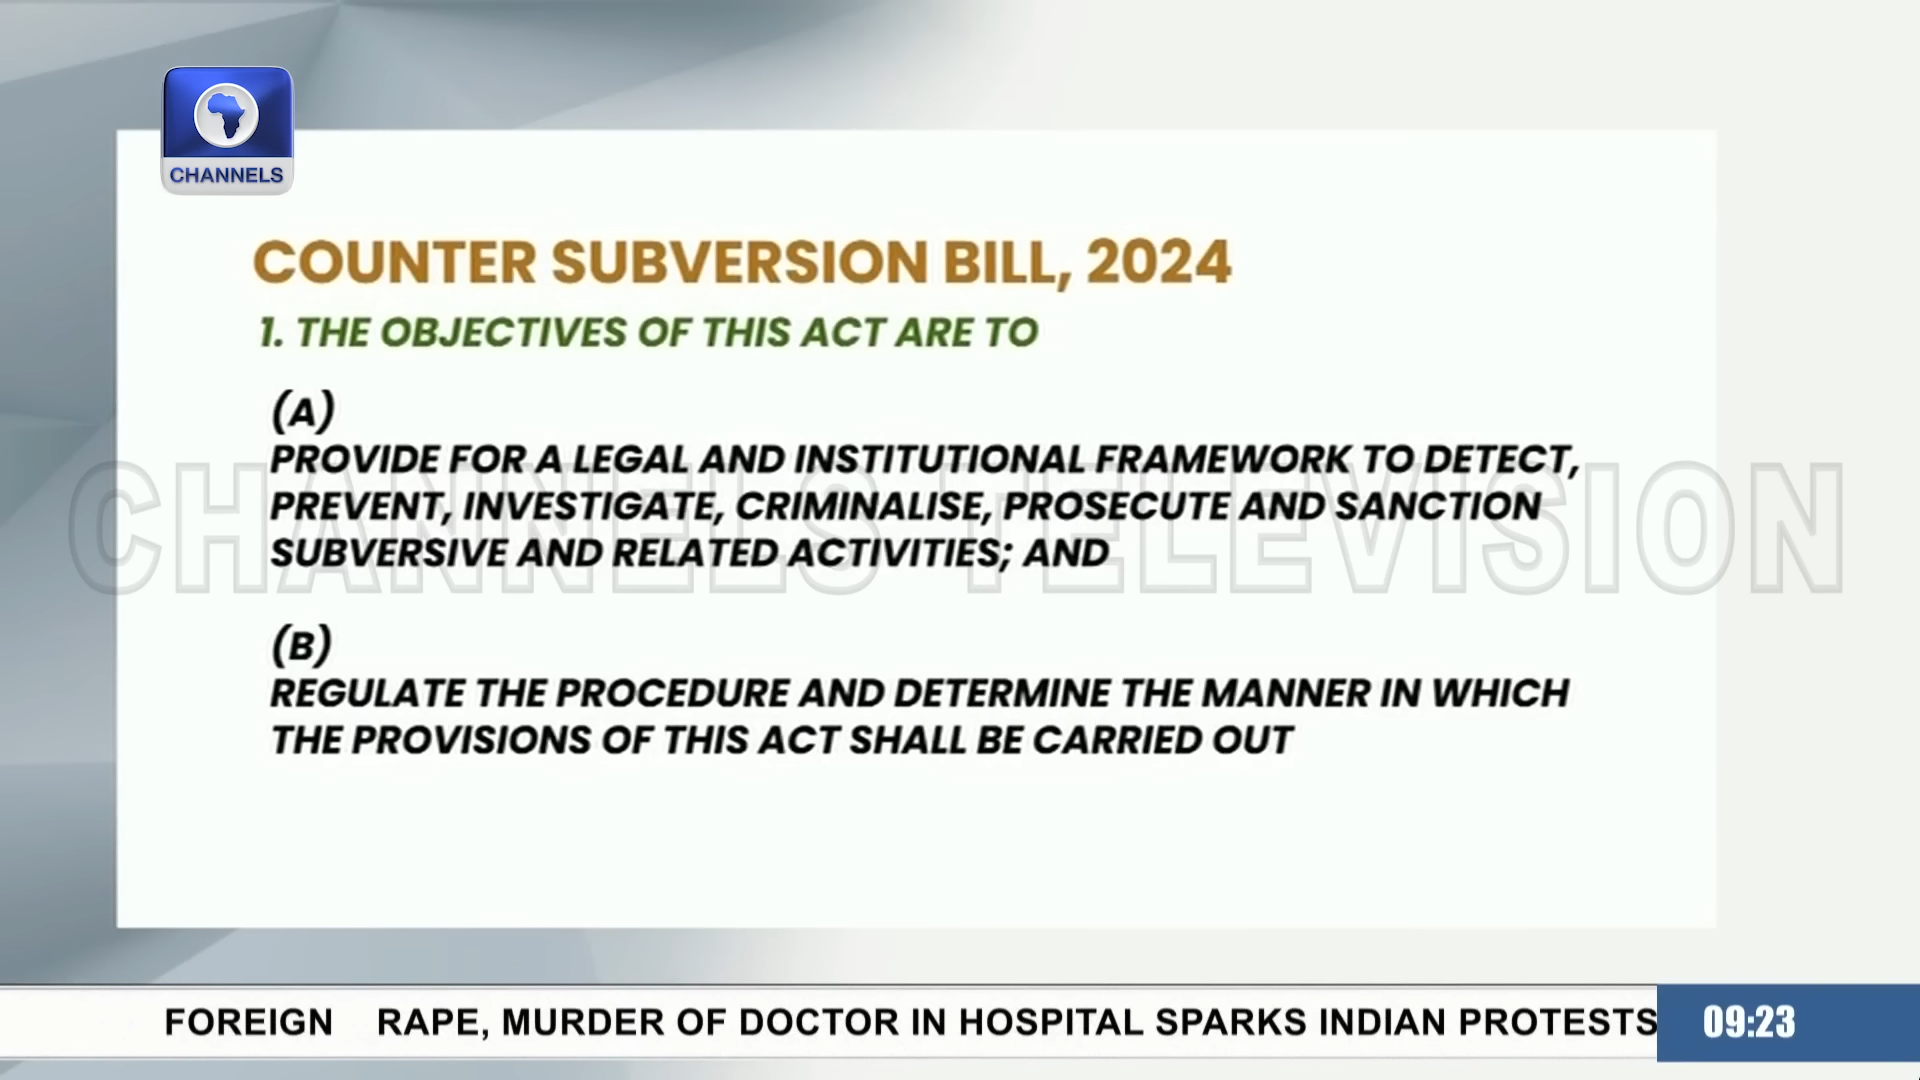 CHANNELS
COUNTER SUBVERSION BILL, 2024
1. THE OBJECTIVES OF THIS ACT ARE TO
(A)
PROVIDE FOR A LEGAL AND INSTITUTIONAL FRAMEWORK TO DETECT,
PREVENT, INVESTIGATE, CRIMINALISE, PROSECUTE AND SANCTION
SUBVERSIVE AND RELATED ACTIVITIES; AND
CHANNELS TELEVISION
(B)
REGULATE THE PROCEDURE AND DETERMINE THE MANNER IN WHICH
THE PROVISIONS OF THIS ACT SHALL BE CARRIED OUT
FOREIGN RAPE, MURDER OF DOCTOR IN HOSPITAL SPARKS INDIAN PROTESTS
09:23